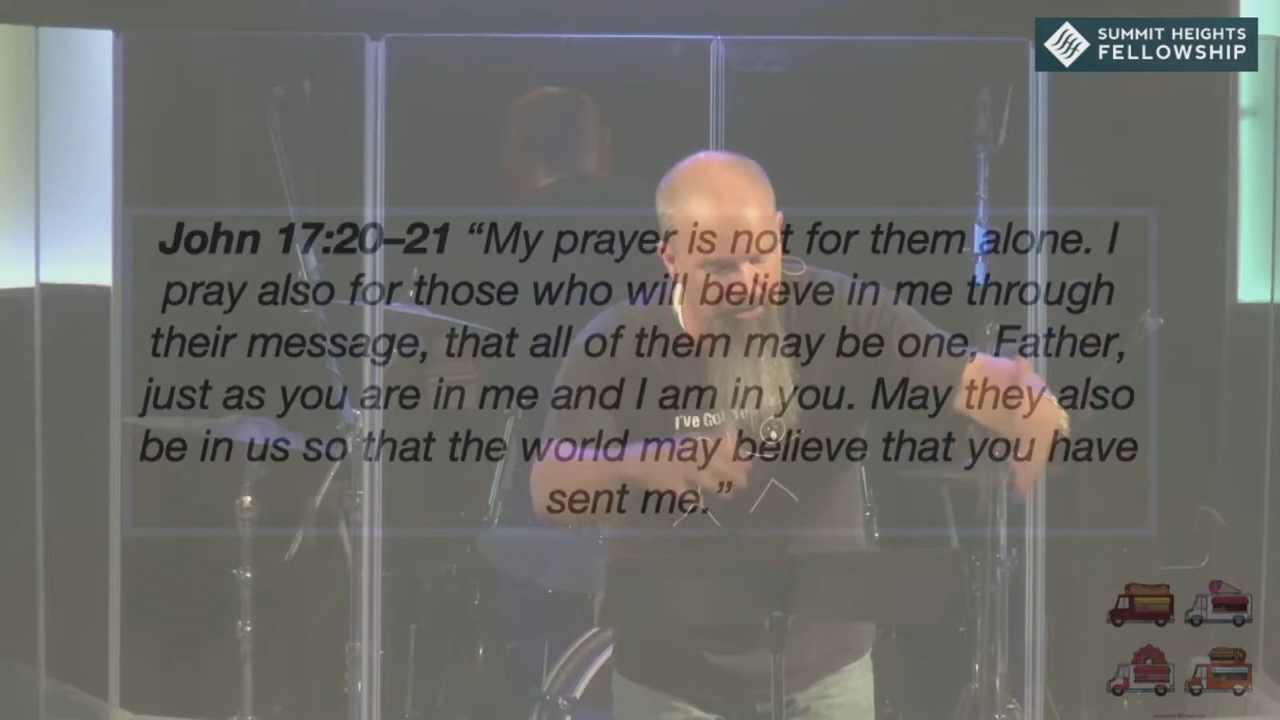 SUMMIT HEIGHTS
FELLOWSHIP
John 17:20–21 “My prayer is not for them alone. I
pray also for those who will believe in me through
their message, that all of them may be one, Father,
just as you are in me and I am in you. May they also
be in us so that the world may believe that you have
sent me.”
I've Got